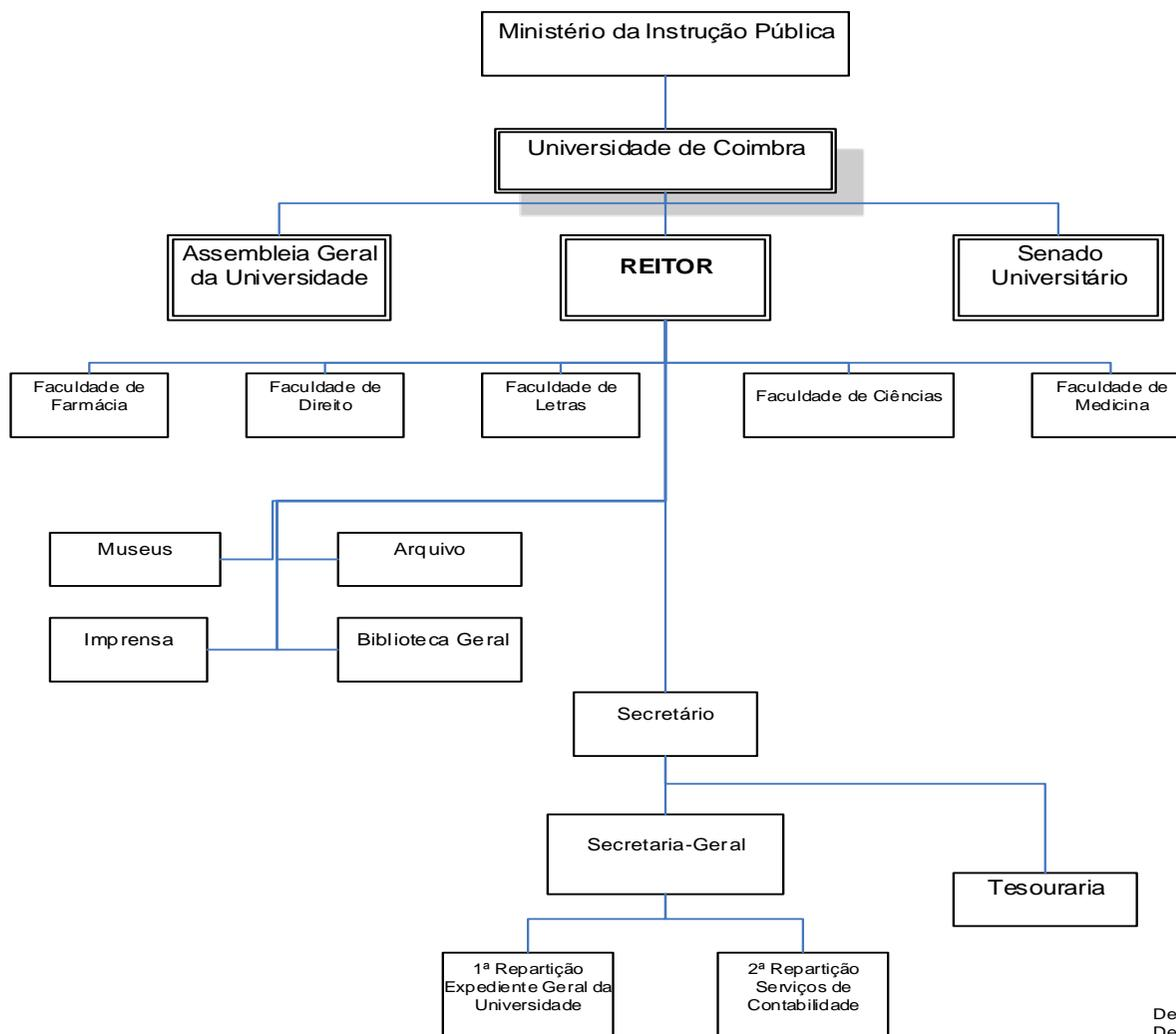 Ministério da Instrução Pública
Universidade de Coimbra
Assembleia Geral
da Universidade
REITOR
Senado
Universitário
Faculdade de
Farmácia
Faculdade de
Direito
Faculdade de
Letras
Faculdade de Ciências
Faculdade de
Medicina
Museus
Arquivo
Imprensa
Biblioteca Geral
Secretário
Secretaria-Geral
Tesouraria
1ª Repartição
Expediente Geral da
Universidade
2ª Repartição
Serviços de
Contabilidade
De